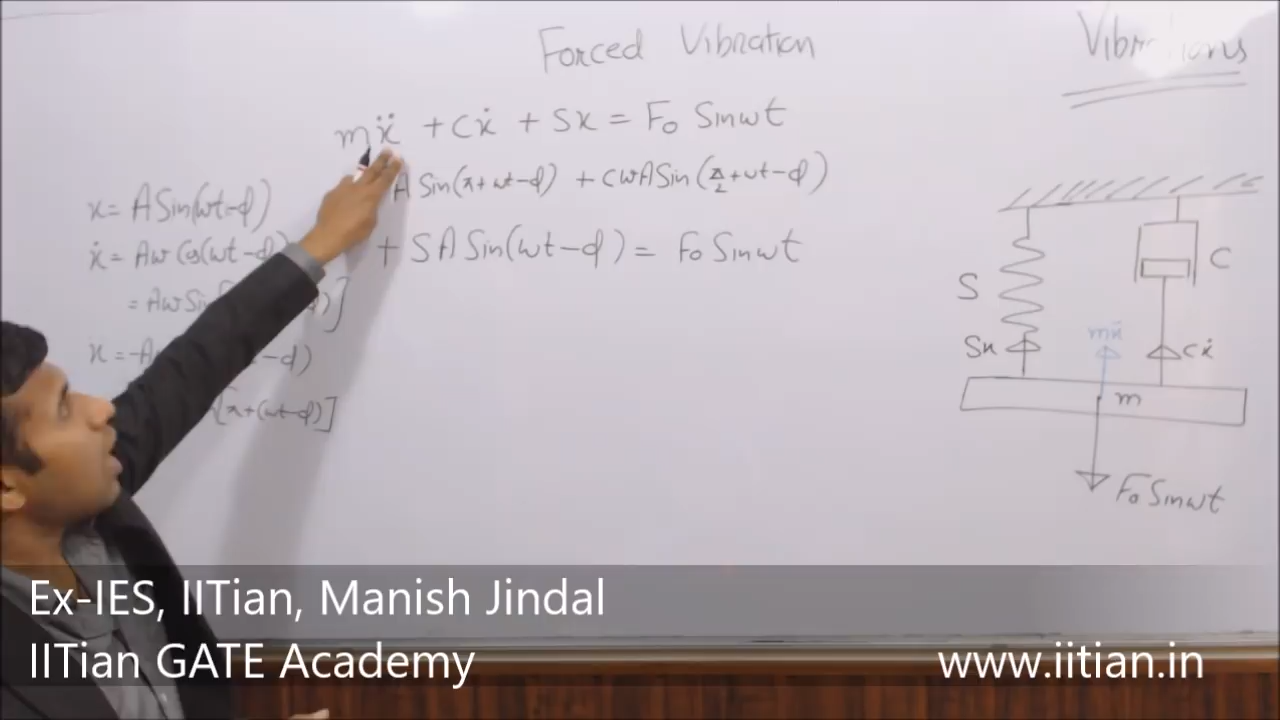 Forced Vibration
Vibrations
mẍ + Cẋ + Sx = F₀ Sinωt
A Sin(π+ωt-ϕ) + CωA Sin(π/2+ωt-ϕ)
+ SA Sin(ωt-ϕ) = F₀ Sinωt
x = A Sin(ωt-ϕ)
ẋ = Aω Cos(ωt-ϕ)
= Aω Sin
x = -A
-ϕ)
[π+(ωt-ϕ)]
S
C
Sx
mẍ
Cẋ
m
F₀ Sinωt
Ex-IES, IITian, Manish Jindal
IITian GATE Academy
www.iitian.in